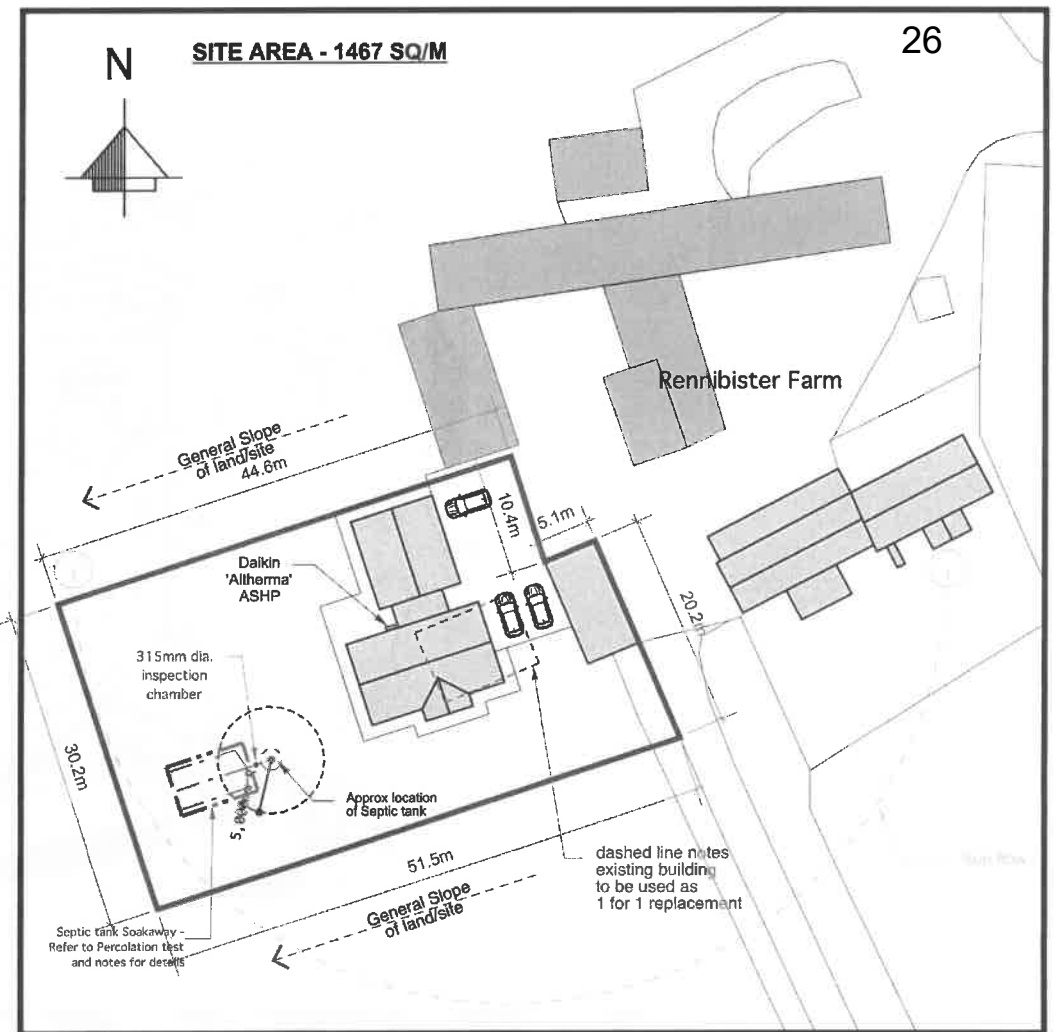 26
N
SITE AREA - 1467 SQ/M
Rennibister Farm
General Slope
of land/site
44.6m
10.4m
5.1m
20.2m
Daikin
'Altherma'
ASHP
315mm dia.
inspection
chamber
30.2m
Approx location
of Septic tank
51.5m
dashed line notes
existing building
to be used as
1 for 1 replacement
General Slope
of land/site
Septic tank Soakaway -
Refer to Percolation test
and notes for details